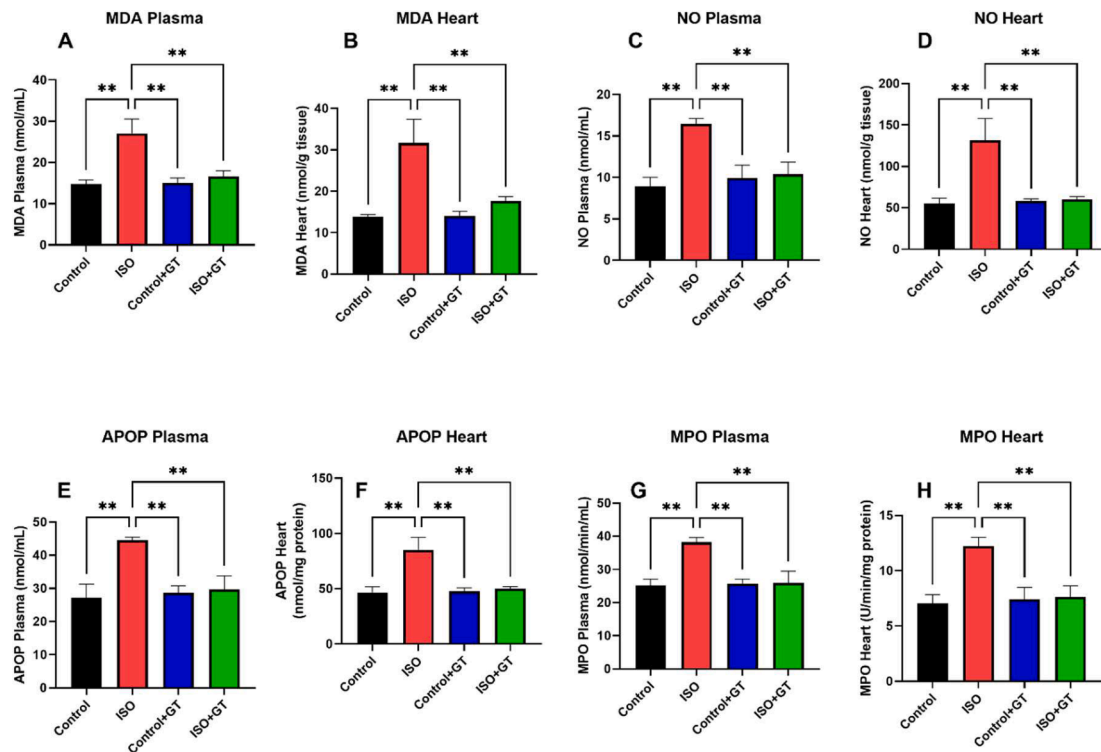 MDA Plasma
A
** 
** **
MDA Plasma (nmol/mL)
40
30
20
10
0
Control
ISO
Control+GT
ISO+GT
MDA Heart
B
**
** **
MDA Heart (nmol/g tissue)
40
30
20
10
0
Control
ISO
Control+GT
ISO+GT
NO Plasma
C
**
** **
NO Plasma (nmol/mL)
20
15
10
5
0
Control
ISO
Control+GT
ISO+GT
NO Heart
D
**
** **
NO Heart (nmol/g tissue)
200
150
100
50
0
Control
ISO
Control+GT
ISO+GT
APOP Plasma
E
**
** **
APOP Plasma (nmol/mL)
50
40
30
20
10
0
Control
ISO
Control+GT
ISO+GT
APOP Heart
F
**
** **
APOP Heart
(nmol/mg protein)
150
100
50
0
Control
ISO
Control+GT
ISO+GT
MPO Plasma
G
**
** **
MPO Plasma (nmol/min/mL)
50
40
30
20
10
0
Control
ISO
Control+GT
ISO+GT
MPO Heart
H
**
** **
MPO Heart (U/min/mg protein)
15
10
5
0
Control
ISO
Control+GT
ISO+GT